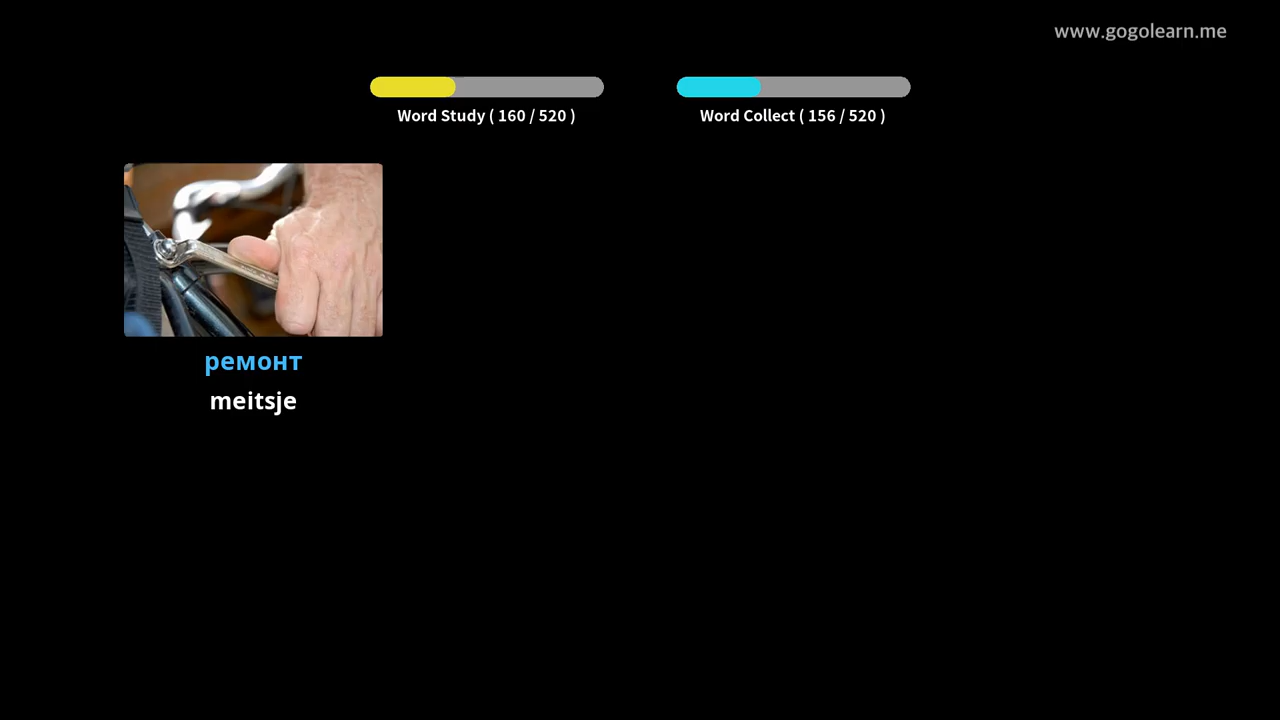 www.gogolearn.me
Word Study ( 160 / 520 )
Word Collect ( 156 / 520 )
ремонт
meitsje